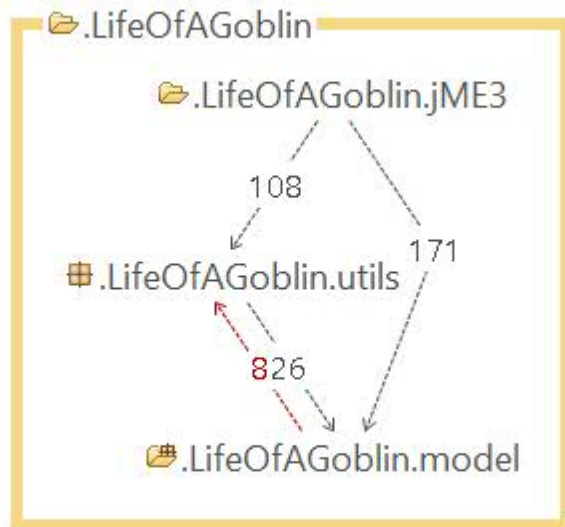 .LifeOfAGoblin
.LifeOfAGoblin.jME3
108
171
.LifeOfAGoblin.utils
826
.LifeOfAGoblin.model